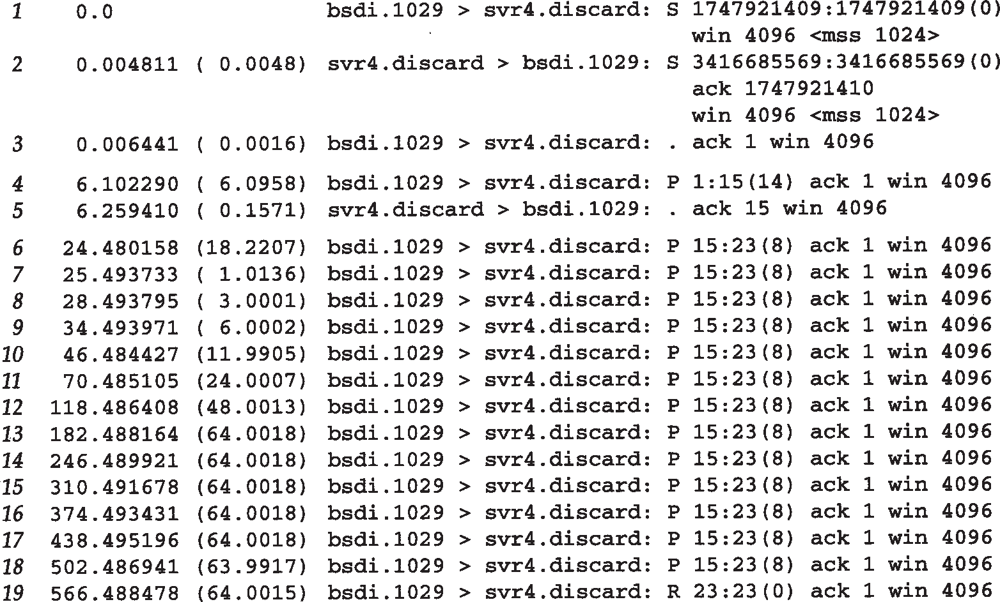 1 0.0 bsdi.1029 > svr4.discard: S 1747921409:1747921409(0)
win 4096 <mss 1024>
2 0.004811 ( 0.0048) svr4.discard > bsdi.1029: S 3416685569:3416685569(0)
ack 1747921410
win 4096 <mss 1024>
3 0.006441 ( 0.0016) bsdi.1029 > svr4.discard: . ack 1 win 4096
4 6.102290 ( 6.0958) bsdi.1029 > svr4.discard: P 1:15(14) ack 1 win 4096
5 6.259410 ( 0.1571) svr4.discard > bsdi.1029: . ack 15 win 4096
6 24.480158 (18.2207) bsdi.1029 > svr4.discard: P 15:23(8) ack 1 win 4096
7 25.493733 ( 1.0136) bsdi.1029 > svr4.discard: P 15:23(8) ack 1 win 4096
8 28.493795 ( 3.0001) bsdi.1029 > svr4.discard: P 15:23(8) ack 1 win 4096
9 34.493971 ( 6.0002) bsdi.1029 > svr4.discard: P 15:23(8) ack 1 win 4096
10 46.484427 (11.9905) bsdi.1029 > svr4.discard: P 15:23(8) ack 1 win 4096
11 70.485105 (24.0007) bsdi.1029 > svr4.discard: P 15:23(8) ack 1 win 4096
12 118.486408 (48.0013) bsdi.1029 > svr4.discard: P 15:23(8) ack 1 win 4096
13 182.488164 (64.0018) bsdi.1029 > svr4.discard: P 15:23(8) ack 1 win 4096
14 246.489921 (64.0018) bsdi.1029 > svr4.discard: P 15:23(8) ack 1 win 4096
15 310.491678 (64.0018) bsdi.1029 > svr4.discard: P 15:23(8) ack 1 win 4096
16 374.493431 (64.0018) bsdi.1029 > svr4.discard: P 15:23(8) ack 1 win 4096
17 438.495196 (64.0018) bsdi.1029 > svr4.discard: P 15:23(8) ack 1 win 4096
18 502.486941 (63.9917) bsdi.1029 > svr4.discard: P 15:23(8) ack 1 win 4096
19 566.488478 (64.0015) bsdi.1029 > svr4.discard: R 23:23(0) ack 1 win 4096